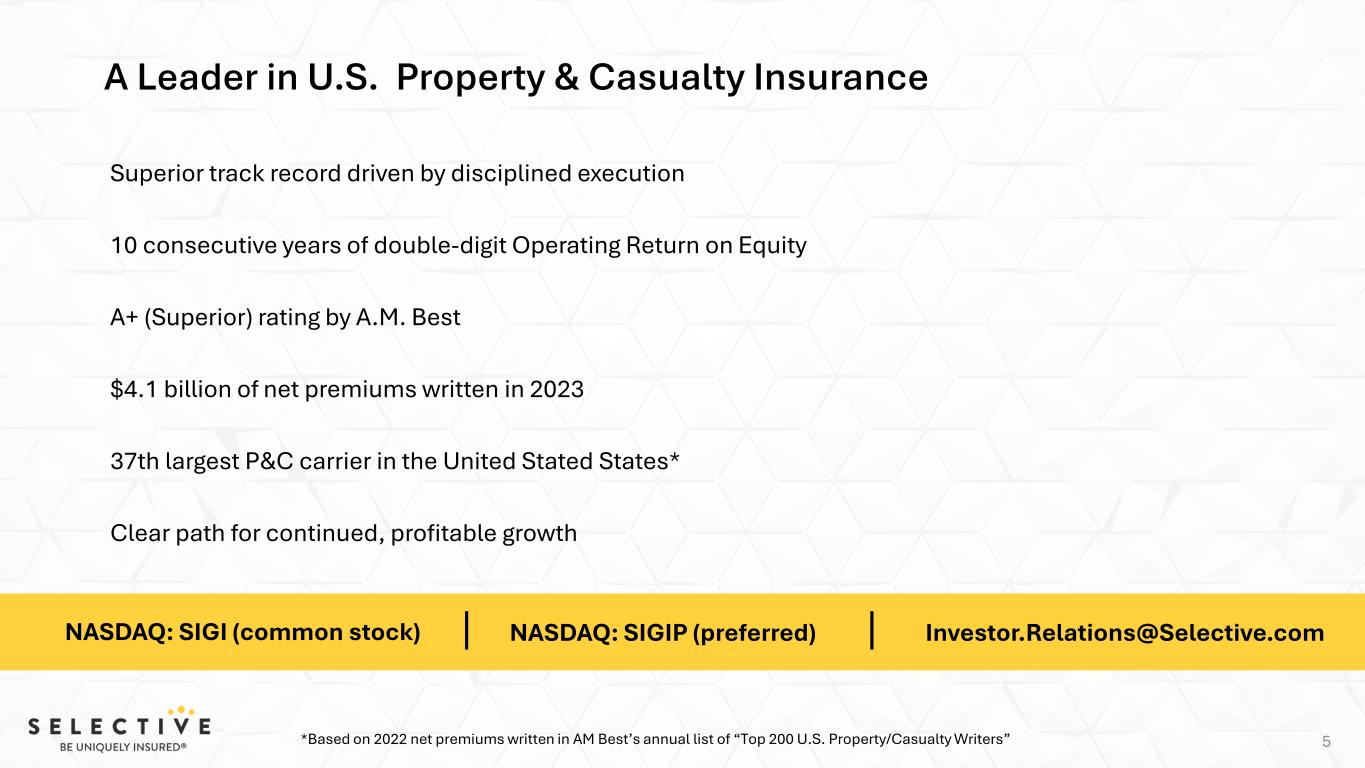 A Leader in U.S.  Property & Casualty Insurance
Superior track record driven by disciplined execution
10 consecutive years of double-digit Operating Return on Equity
A+ (Superior) rating by A.M. Best
$4.1 billion of net premiums written in 2023
37th largest P&C carrier in the United Stated States*
Clear path for continued, profitable growth
NASDAQ: SIGI (common stock) | NASDAQ: SIGIP (preferred) | Investor.Relations@Selective.com
SELECTIVE
BE UNIQUELY INSURED®
*Based on 2022 net premiums written in AM Best’s annual list of “Top 200 U.S. Property/Casualty Writers”
5